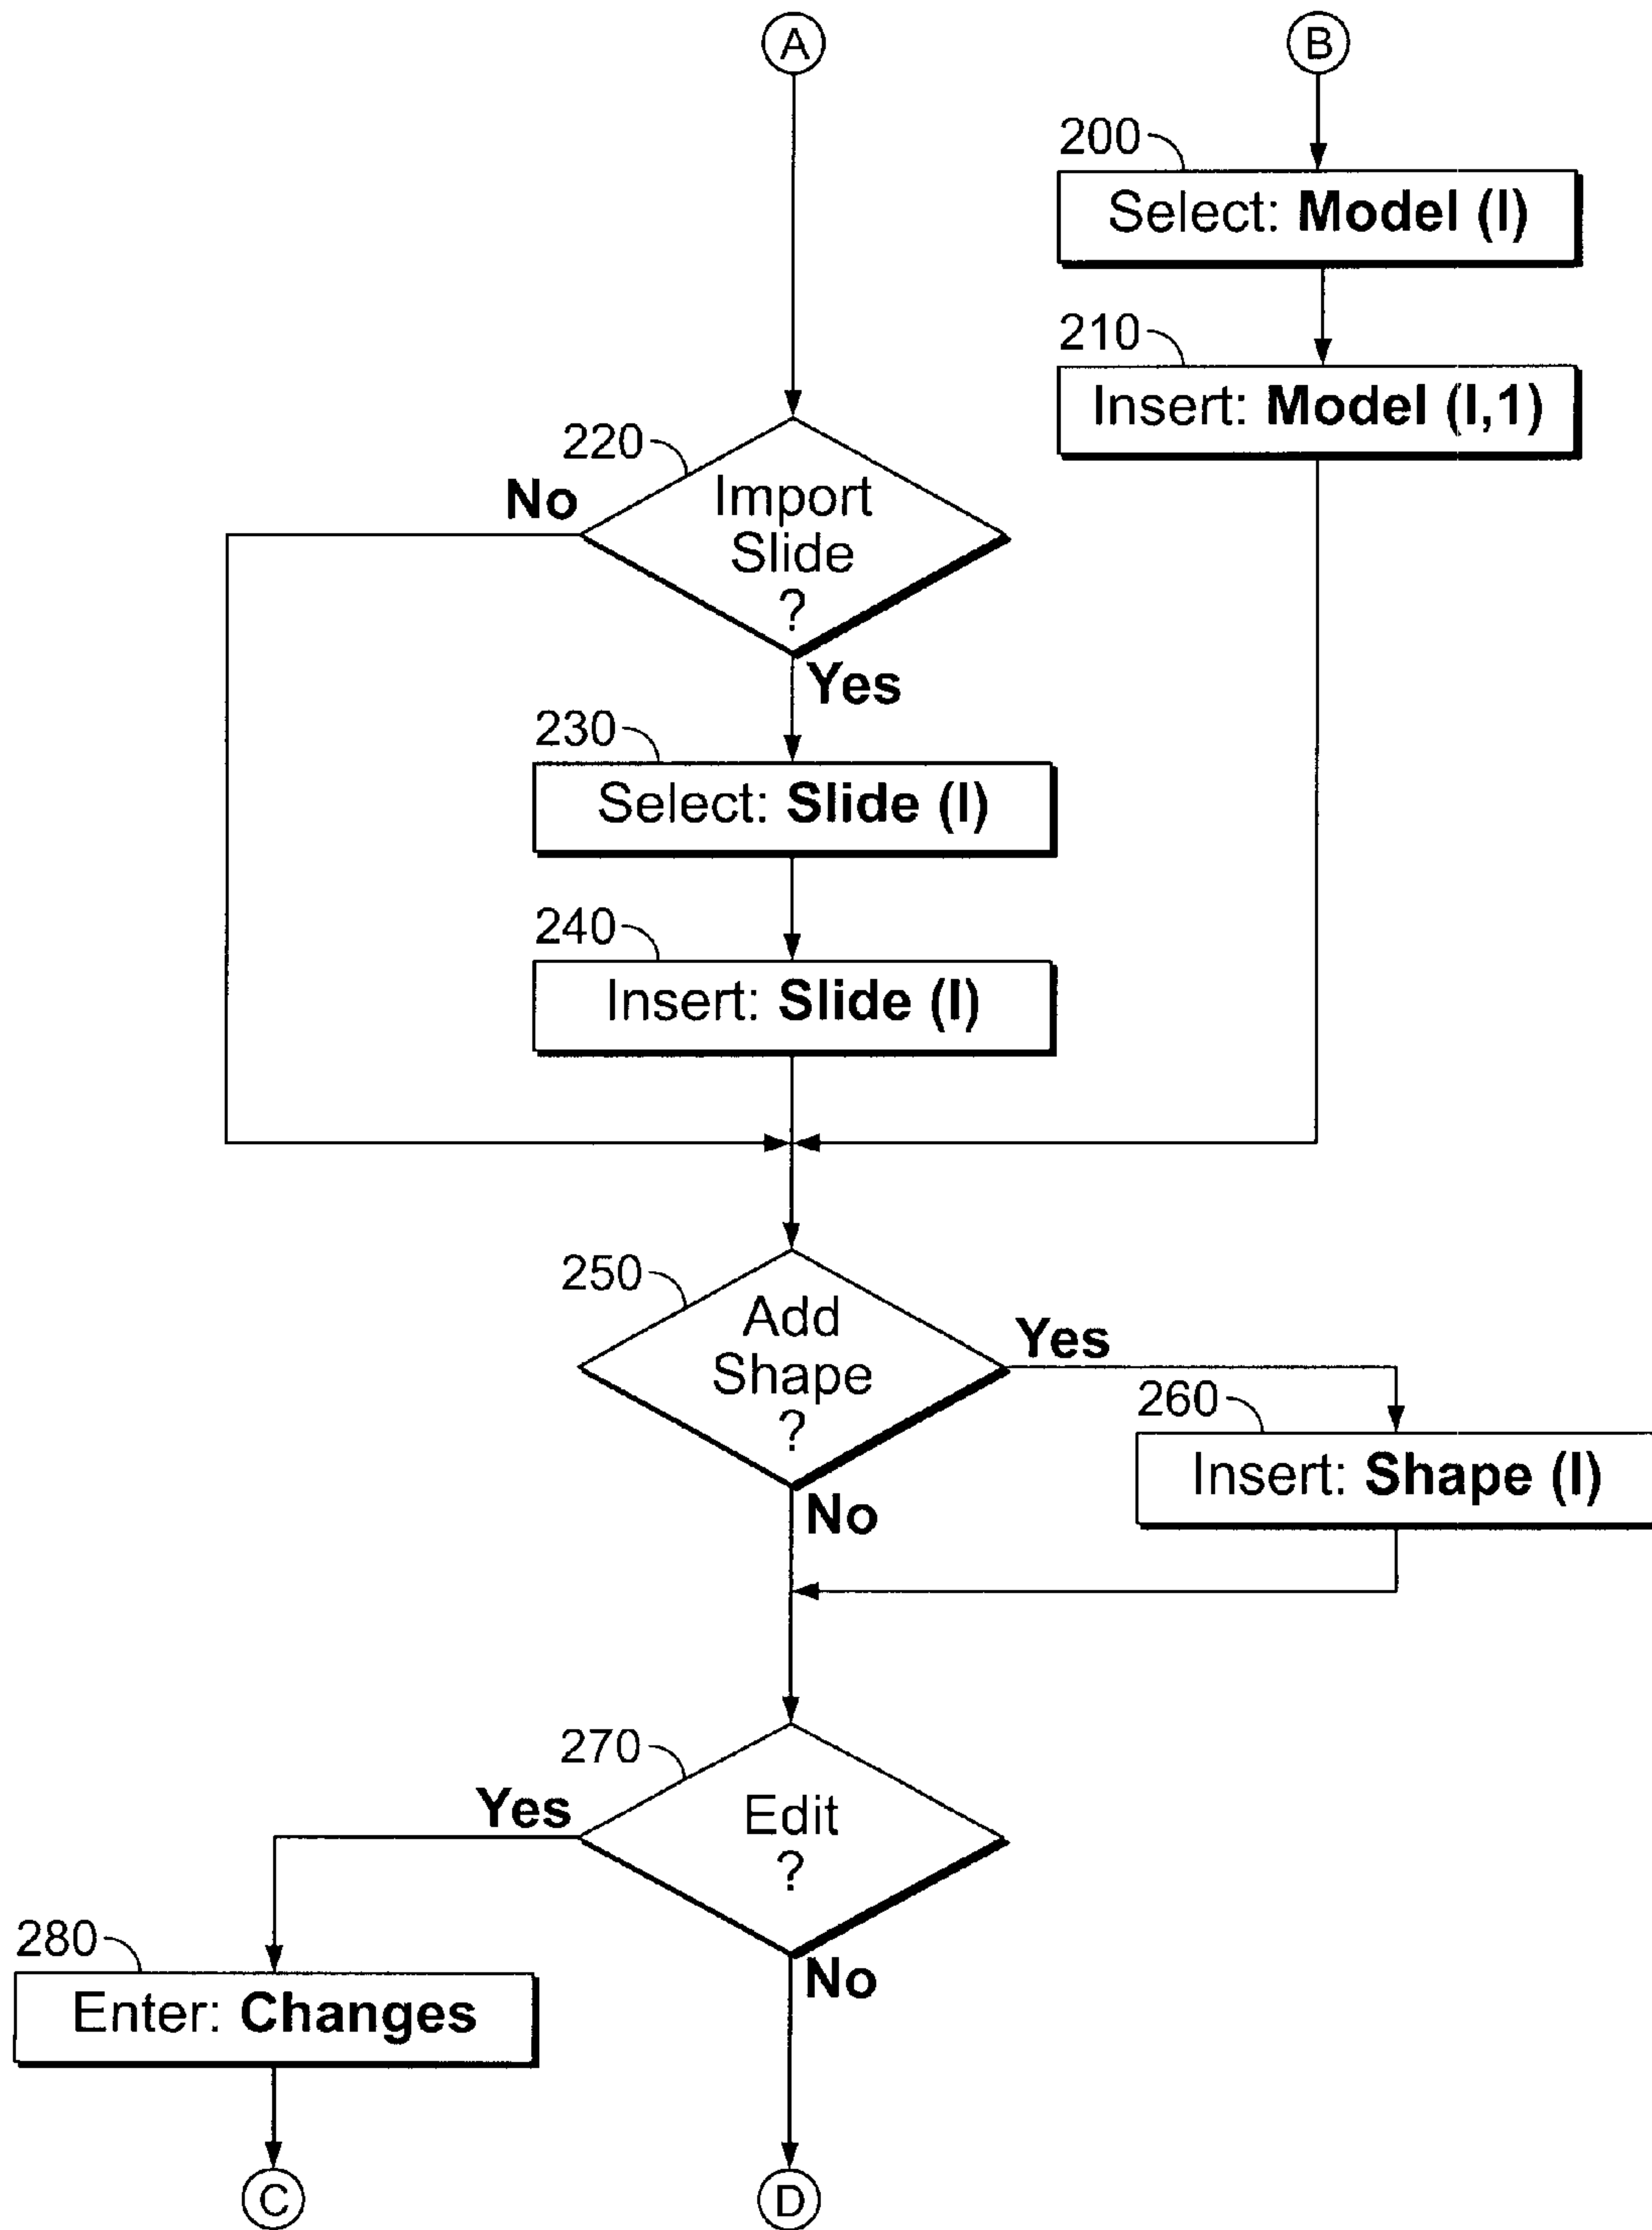 A
B
200
Select: Model (I)
210
Insert: Model (I,1)
220
No
Import
Slide
?
Yes
230
Select: Slide (I)
240
Insert: Slide (I)
250
Add
Shape
?
Yes
260
Insert: Shape (I)
No
270
Yes
Edit
?
280
No
Enter: Changes
C
D